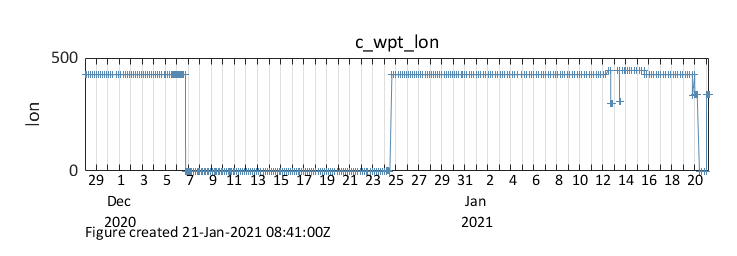 c_wpt_lon
500
lon
0
29 1 3 5 7 9 11 13 15 17 19 21 23 25 27 29 31 2 4 6 8 10 12 14 16 18 20
Dec Jan
2020 2021
Figure created 21-Jan-2021 08:41:00Z